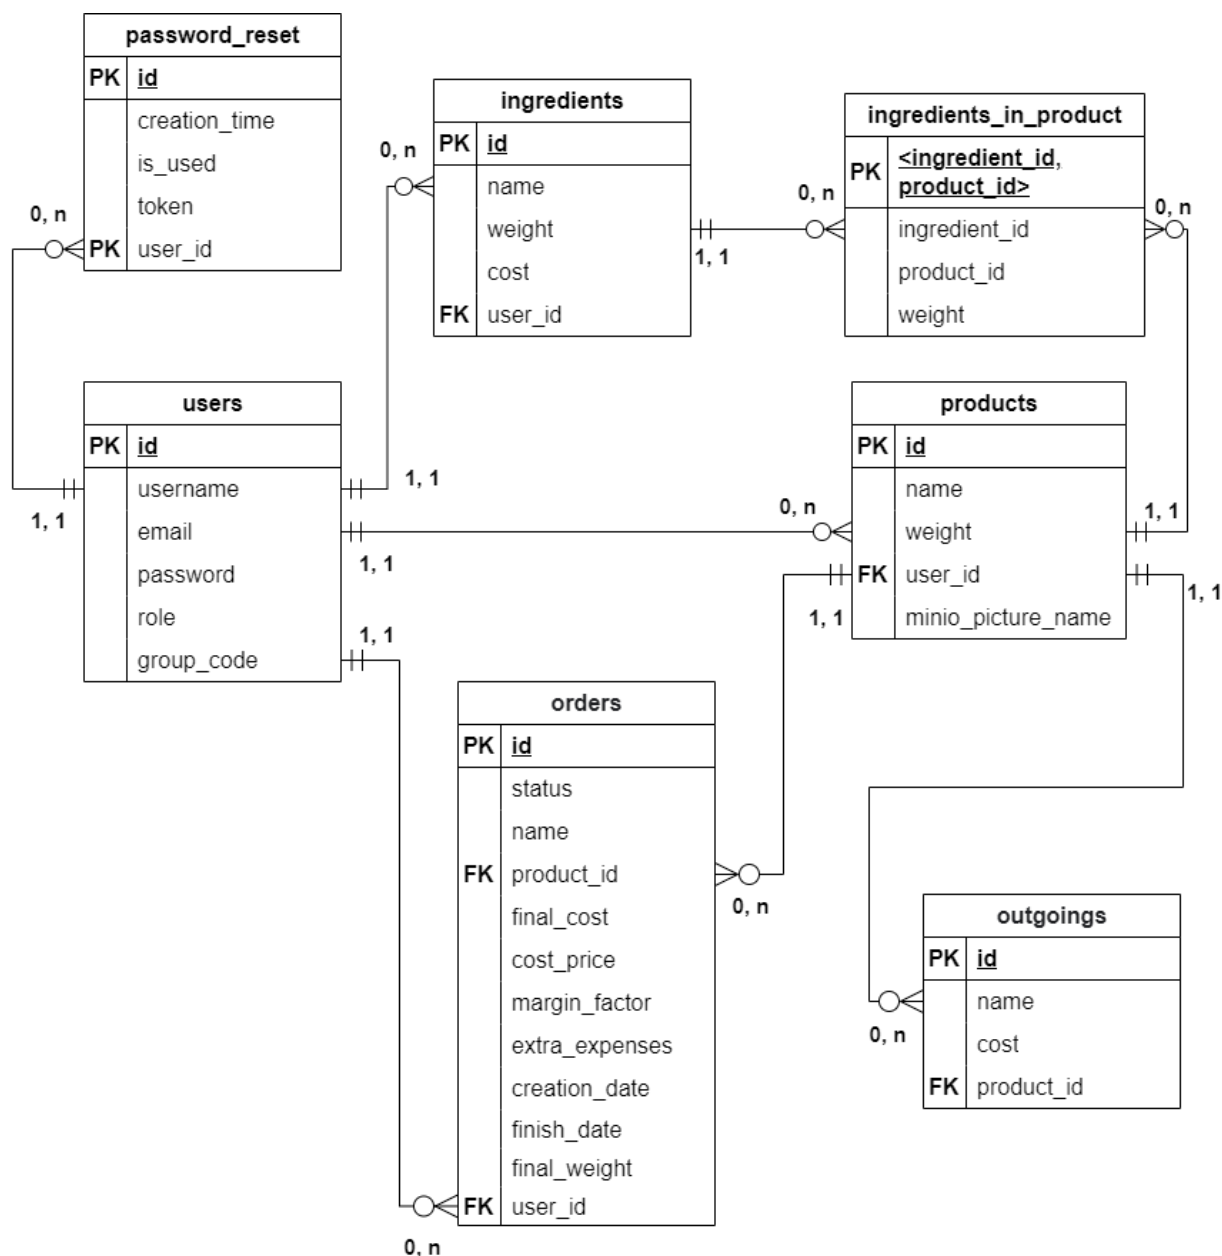 password_reset
PK id
creation_time
is_used
token
PK user_id
0, n
1, 1
ingredients
PK id
name
weight
cost
FK user_id
0, n
1, 1
ingredients_in_product
PK <ingredient_id,
product_id>
ingredient_id
product_id
weight
0, n
0, n
users
PK id
username
email
password
role
group_code
1, 1
1, 1
1, 1
products
PK id
name
weight
FK user_id
minio_picture_name
0, n
1, 1
1, 1
1, 1
orders
PK id
status
name
FK product_id
final_cost
cost_price
margin_factor
extra_expenses
creation_date
finish_date
final_weight
FK user_id
0, n
0, n
outgoings
PK id
name
cost
FK product_id
0, n